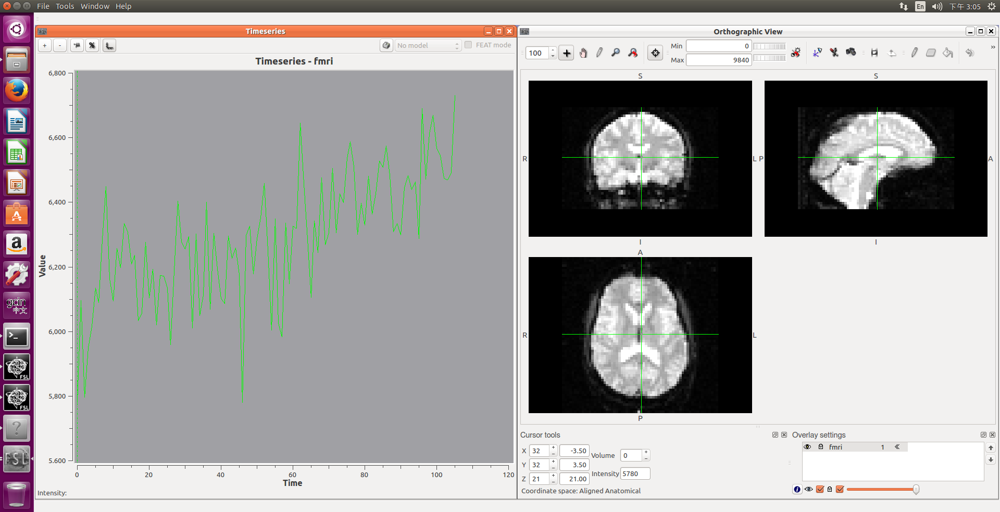 File Tools Window Help
En 下午 3:05
FSL Timeseries
+ - -μ % No model FEAT mode
Timeseries - fmri
6,800
6,600
6,400
6,200
6,000
5,800
5.600
Value
0 20 40 60 80 100 120
Time
Intensity:
FSL Orthographic View
100 Min 0
Max 9840
»
S
R L
I
S
P A
I
A
R L
P
Cursor tools
X 32 -3.50
Y 32 3.50
Z 21 21.00
Volume 0
Intensity 5780
Coordinate space: Aligned Anatomical
Overlay settings
fmri 1
A
a
gcin
中文
>_
FSL
FSL
?
FSL